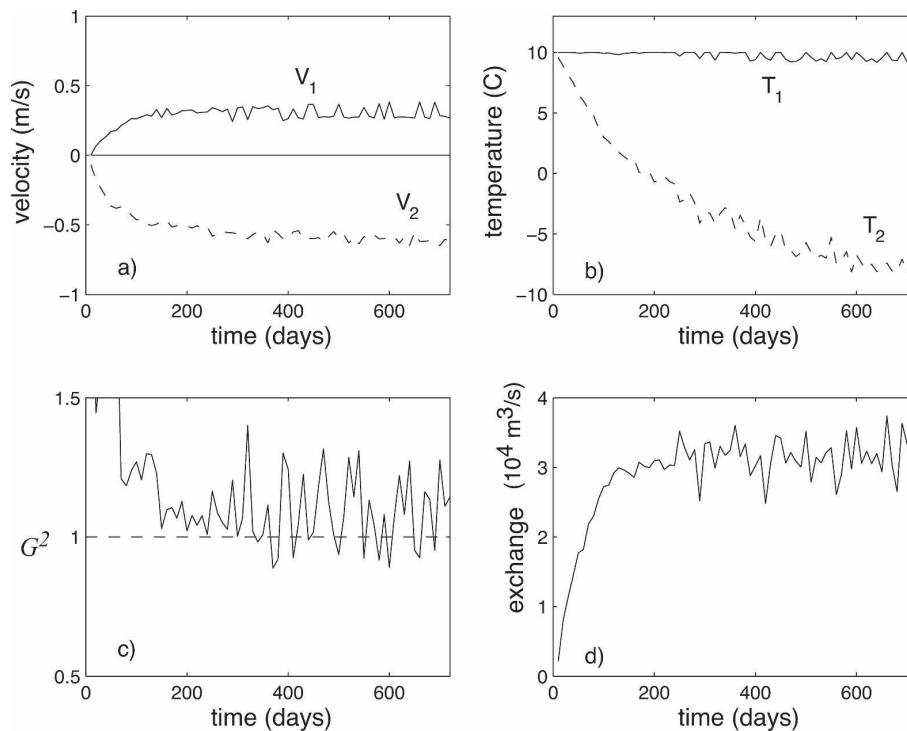 1
0.5
0
−0.5
−1
velocity (m/s)
V1
V2
a)
0 200 400 600
time (days)
10
5
0
−5
−10
temperature (C)
T1
T2
b)
0 200 400 600
time (days)
1.5
1
0.5
G²
c)
0 200 400 600
time (days)
4
3
2
1
0
exchange (10⁴ m³/s)
d)
0 200 400 600
time (days)